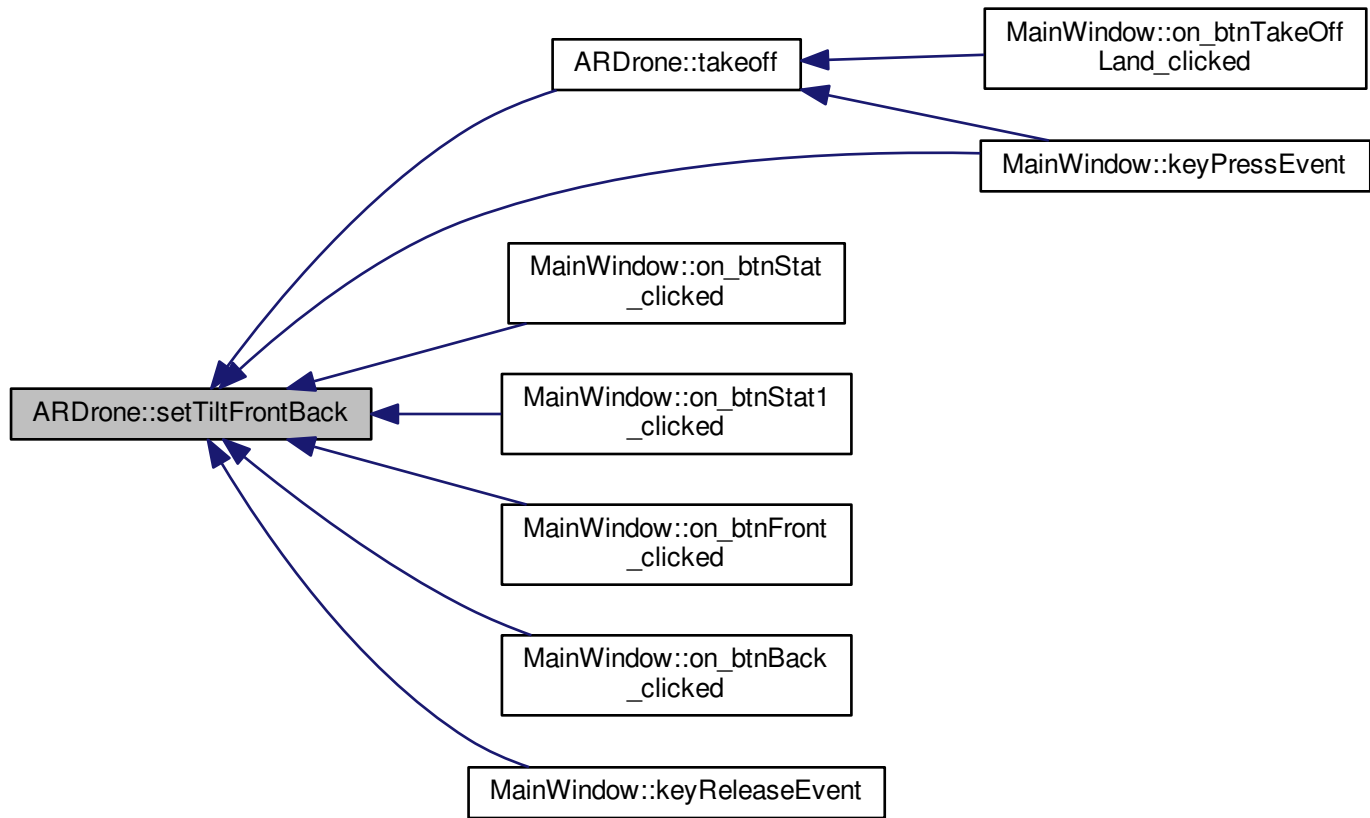 MainWindow::on_btnTakeOff
Land_clicked
ARDrone::takeoff
MainWindow::keyPressEvent
MainWindow::on_btnStat
_clicked
ARDrone::setTiltFrontBack
MainWindow::on_btnStat1
_clicked
MainWindow::on_btnFront
_clicked
MainWindow::on_btnBack
_clicked
MainWindow::keyReleaseEvent